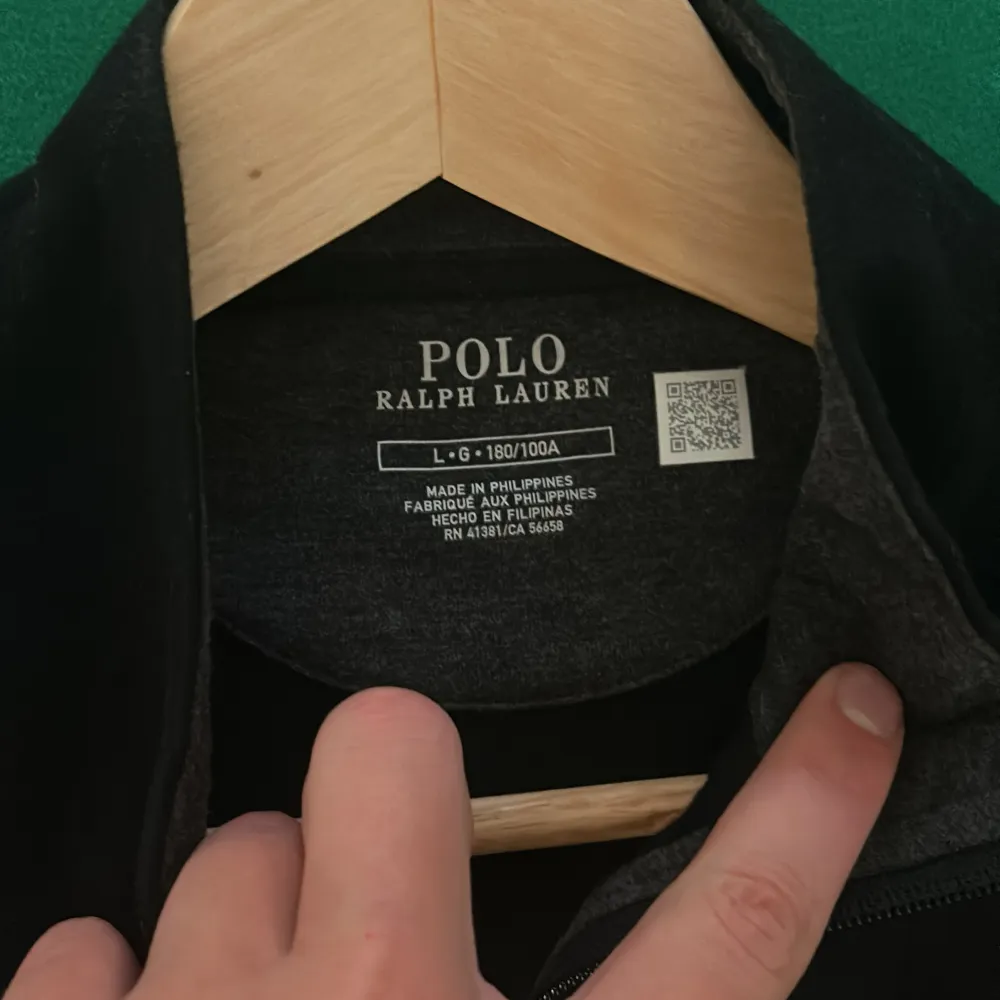 POLO
RALPH LAUREN
L•G•180/100A
MADE IN PHILIPPINES
FABRIQUÉ AUX PHILIPPINES
HECHO EN FILIPINAS
RN 41381/CA 56658